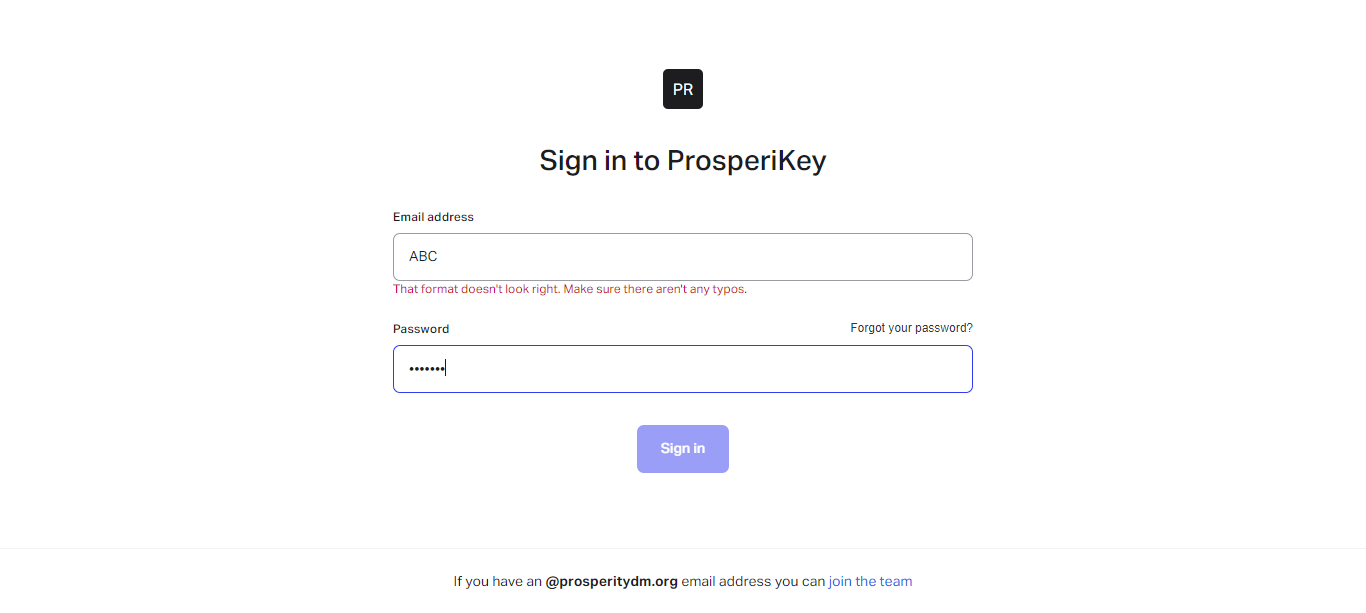 PR
Sign in to ProsperiKey
Email address
ABC
That format doesn't look right. Make sure there aren't any typos.
Password Forgot your password?
•••••••
Sign in
If you have an @prosperitydm.org email address you can join the team